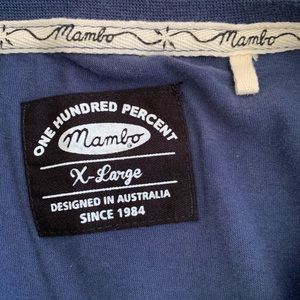 Mambo
Mambo
ONE HUNDRED PERCENT
Mambo
X-Large
DESIGNED IN AUSTRALIA
SINCE 1984